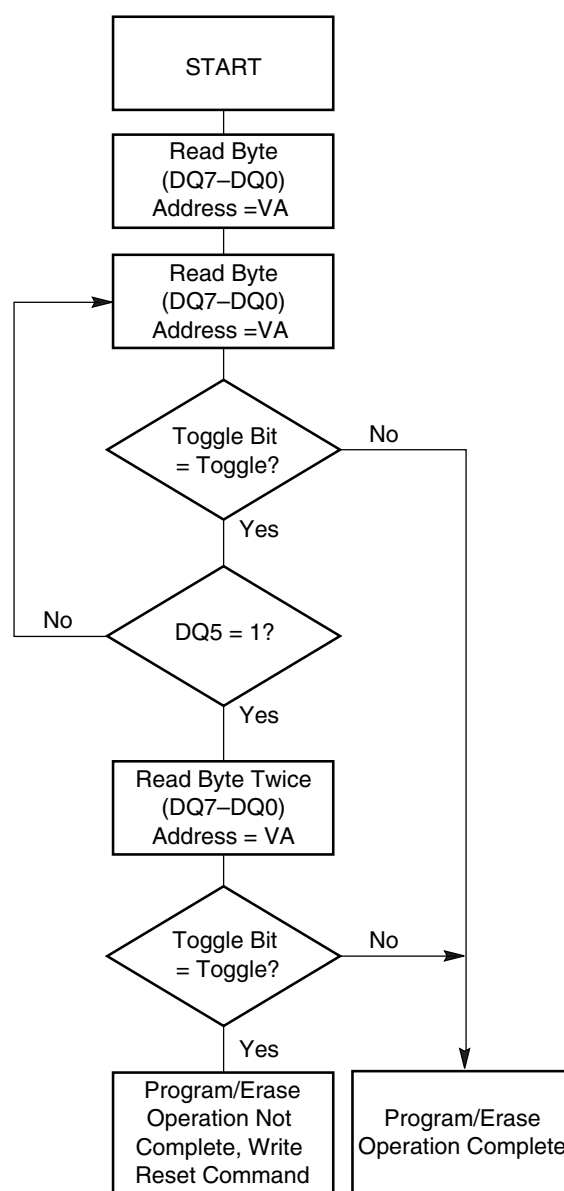 START
Read Byte
(DQ7–DQ0)
Address =VA
Read Byte
(DQ7–DQ0)
Address =VA
Toggle Bit
= Toggle?
No
Yes
No
DQ5 = 1?
Yes
Read Byte Twice
(DQ7–DQ0)
Address = VA
Toggle Bit
= Toggle?
No
Yes
Program/Erase
Operation Not
Complete, Write
Reset Command
Program/Erase
Operation Complete